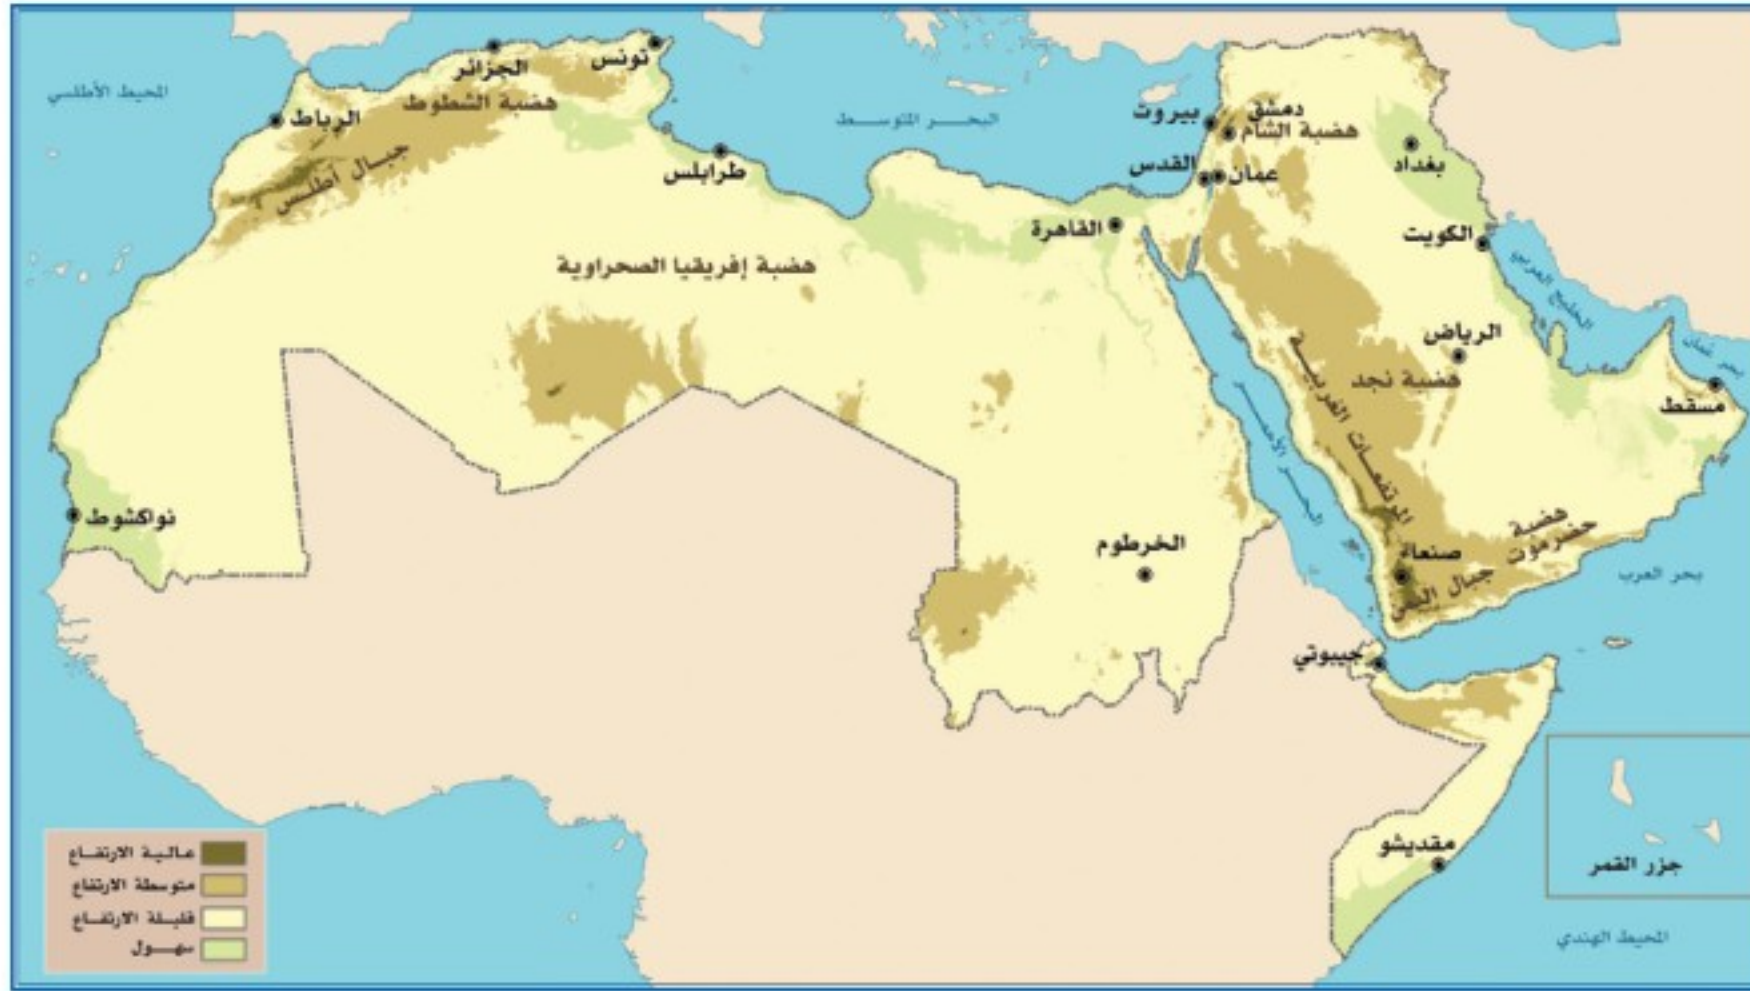 تونس
الجزائر
هضبة الشطوط
المحيط الأطلسي
الرباط
جبال أطلس
البحر المتوسط
طرابلس
بيروت
دمشق
هضبة الشام
القدس
عمان
بغداد
القاهرة
الكويت
الخليج العربي
هضبة إفريقيا الصحراوية
الرياض
هضبة نجد
المرتفعات الغربية
البحر الأحمر
بحر عُمان
مسقط
نواكشوط
الخرطوم
هضبة
حضرموت
صنعاء
جبال اليمن
بحر العرب
جيبوتي
مقديشو
جزر القمر
المحيط الهندي
عالية الارتفاع
متوسطة الارتفاع
قليلة الارتفاع
سهول